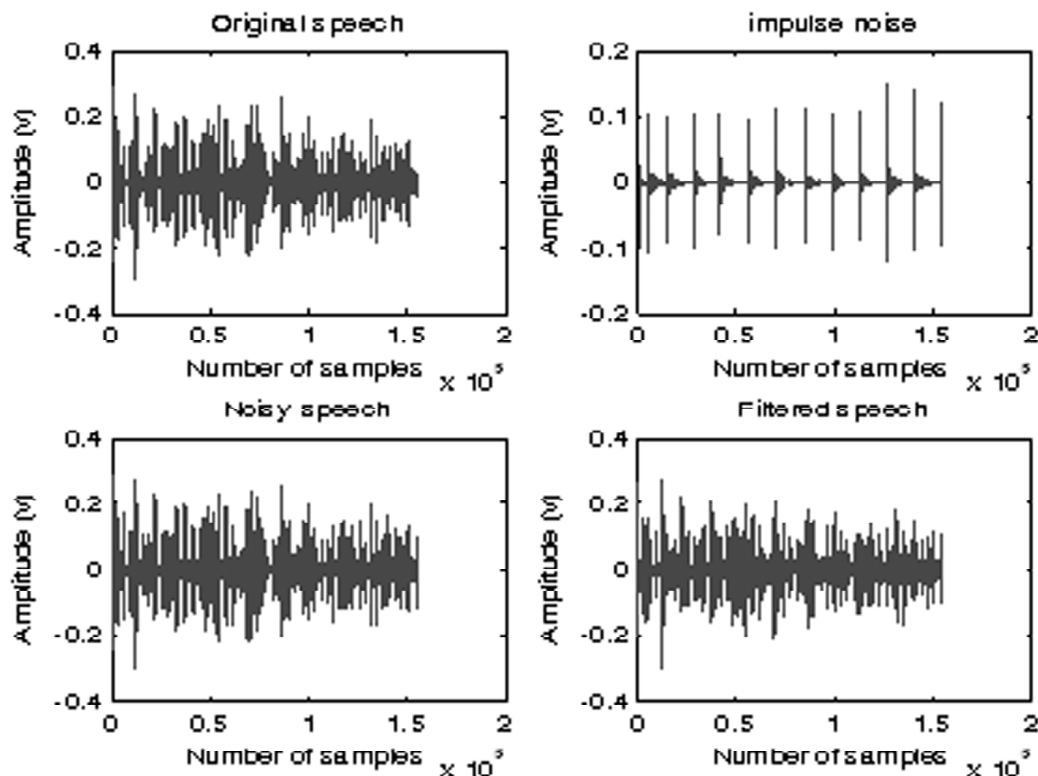 Original speech
0.4
0.2
0
-0.2
-0.4
Amplitude (v)
0 0.5 1 1.5 2
Number of samples x 10⁵
impulse noise
0.2
0.1
0
-0.1
-0.2
Amplitude (v)
0 0.5 1 1.5 2
Number of samples x 10⁵
Noisy speech
0.4
0.2
0
-0.2
-0.4
Amplitude (v)
0 0.5 1 1.5 2
Number of samples x 10⁵
Filtered speech
0.4
0.2
0
-0.2
-0.4
Amplitude (v)
0 0.5 1 1.5 2
Number of samples x 10⁵